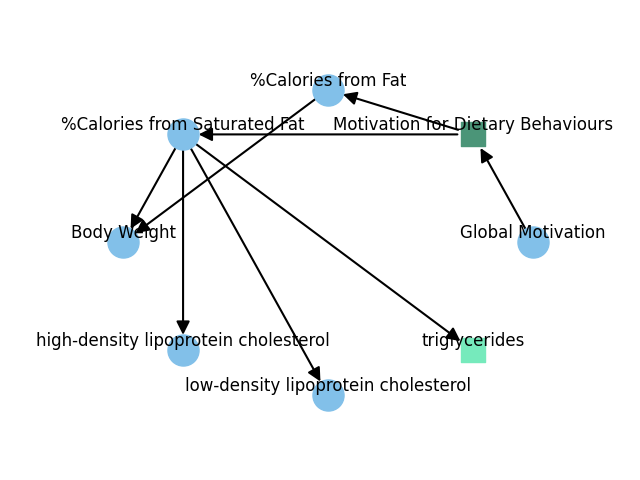 %Calories from Fat
%Calories from Saturated Fat
Motivation for Dietary Behaviours
Body Weight
Global Motivation
high-density lipoprotein cholesterol
triglycerides
low-density lipoprotein cholesterol